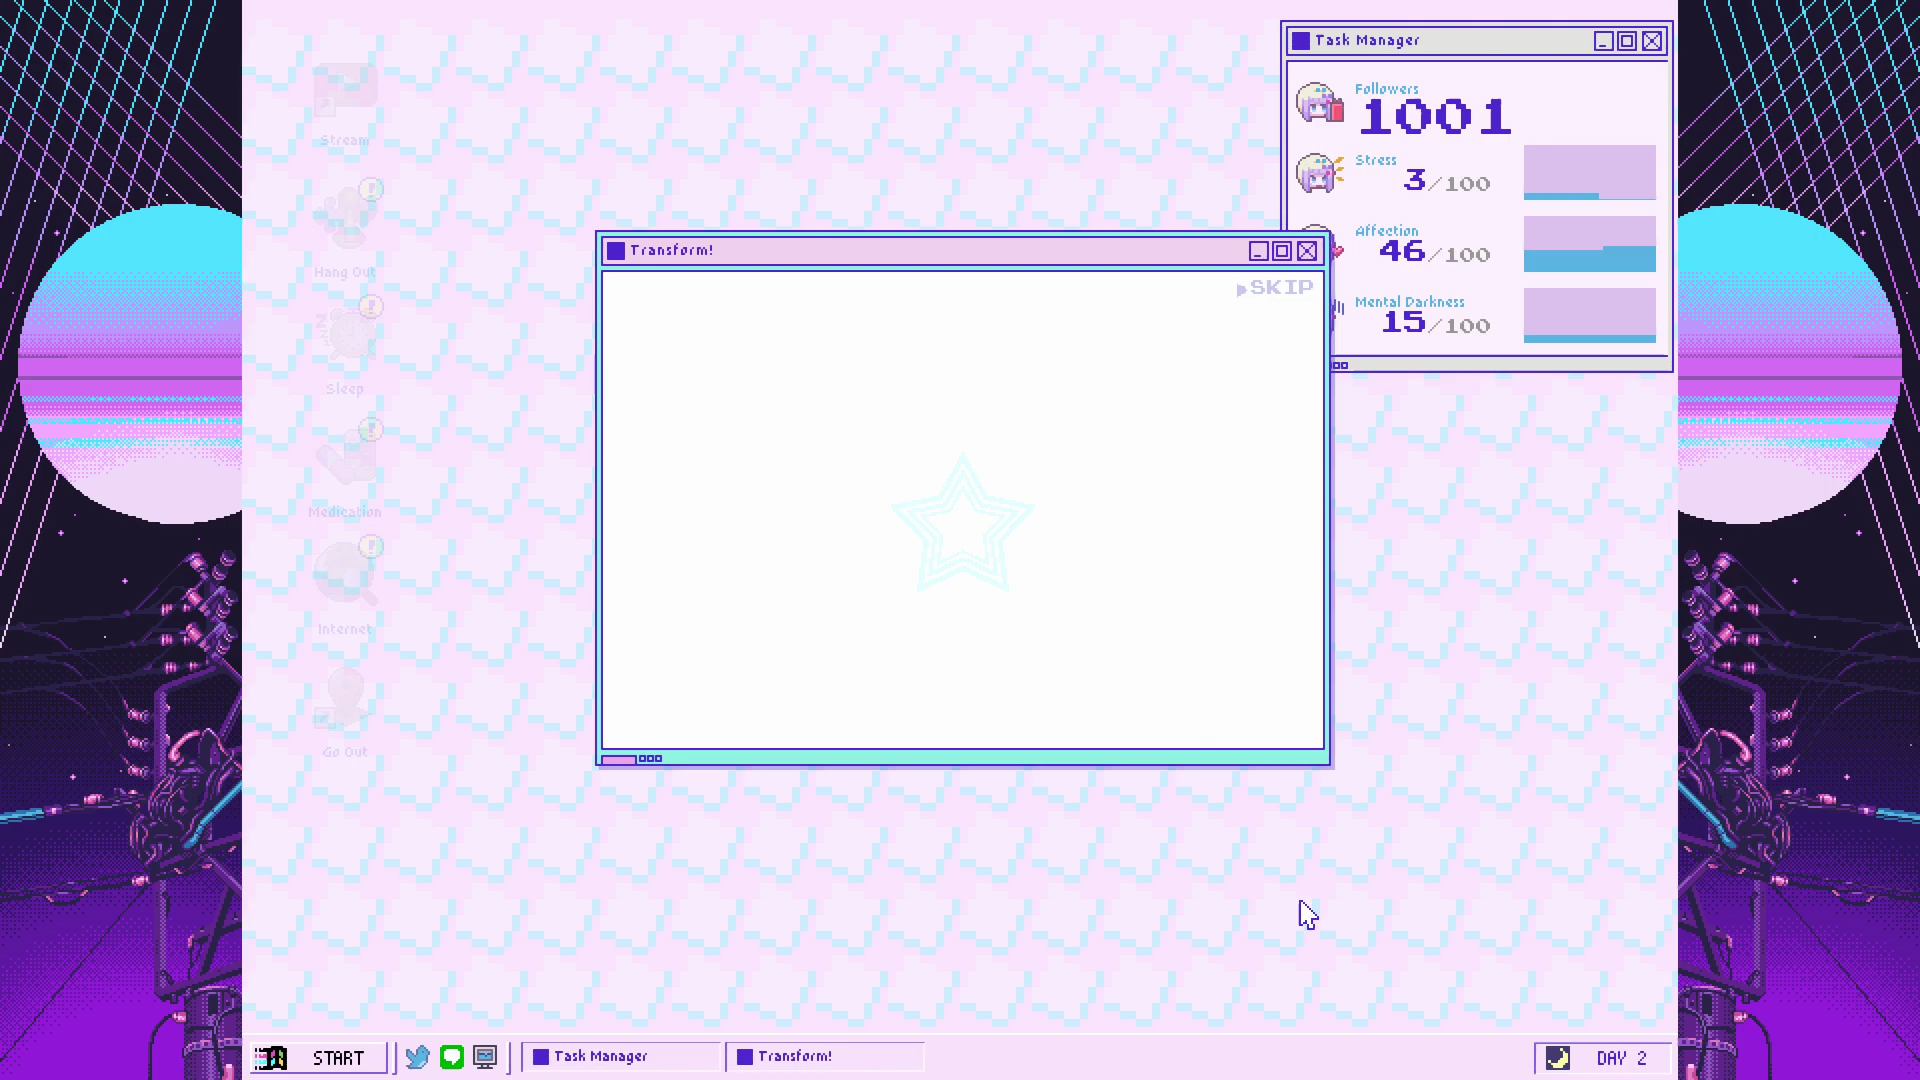 Stream
Hang Out
Sleep
Medication
Internet
Go Out
Task Manager
Followers
1001
Stress
3/100
Affection
46/100
Mental Darkness
15/100
Transform!
▶SKIP
START
Task Manager
Transform!
DAY 2